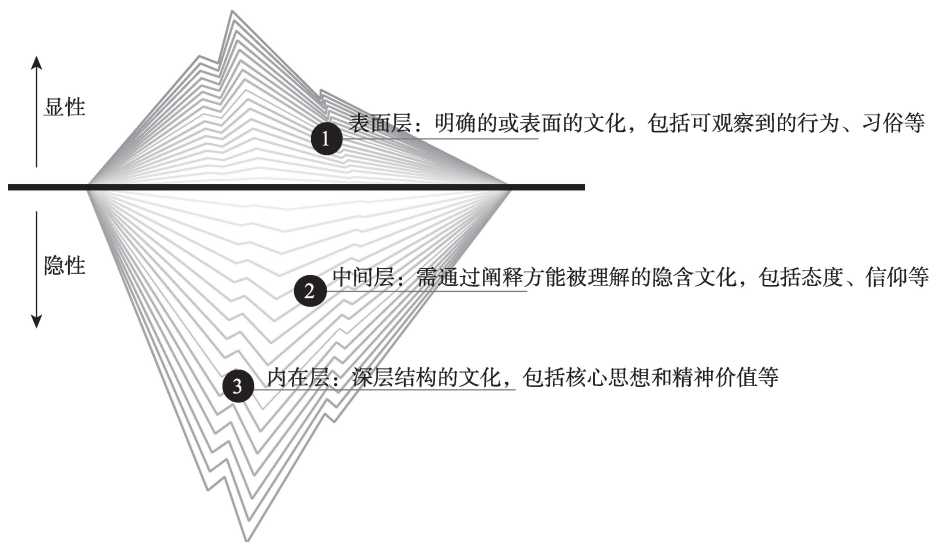 显性
1 表面层：明确的或表面的文化，包括可观察到的行为、习俗等
隐性
2 中间层：需通过阐释方能被理解的隐含文化，包括态度、信仰等
3 内在层：深层结构的文化，包括核心思想和精神价值等